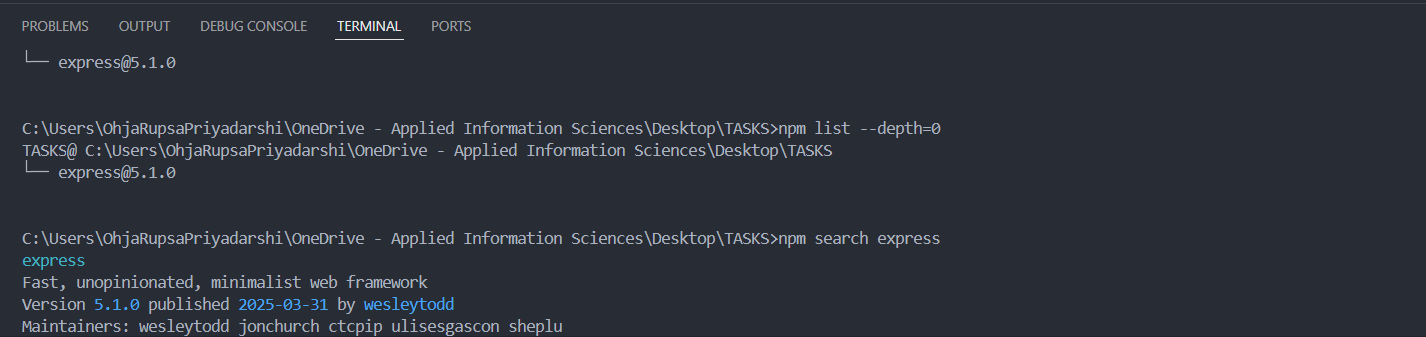 PROBLEMS OUTPUT DEBUG CONSOLE TERMINAL PORTS
└── express@5.1.0
C:\Users\OhjaRupsaPriyadarshi\OneDrive - Applied Information Sciences\Desktop\TASKS>npm list --depth=0
TASKS@ C:\Users\OhjaRupsaPriyadarshi\OneDrive - Applied Information Sciences\Desktop\TASKS
└── express@5.1.0
C:\Users\OhjaRupsaPriyadarshi\OneDrive - Applied Information Sciences\Desktop\TASKS>npm search express
express
Fast, unopinionated, minimalist web framework
Version 5.1.0 published 2025-03-31 by wesleytodd
Maintainers: wesleytodd jonchurch ctcpip ulisesgascon sheplu